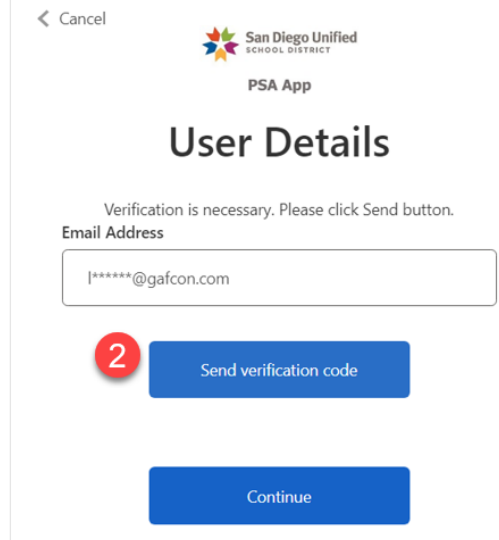 Cancel
San Diego Unified
SCHOOL DISTRICT
PSA App
User Details
Verification is necessary. Please click Send button.
Email Address
l******@gafcon.com
2
Send verification code
Continue